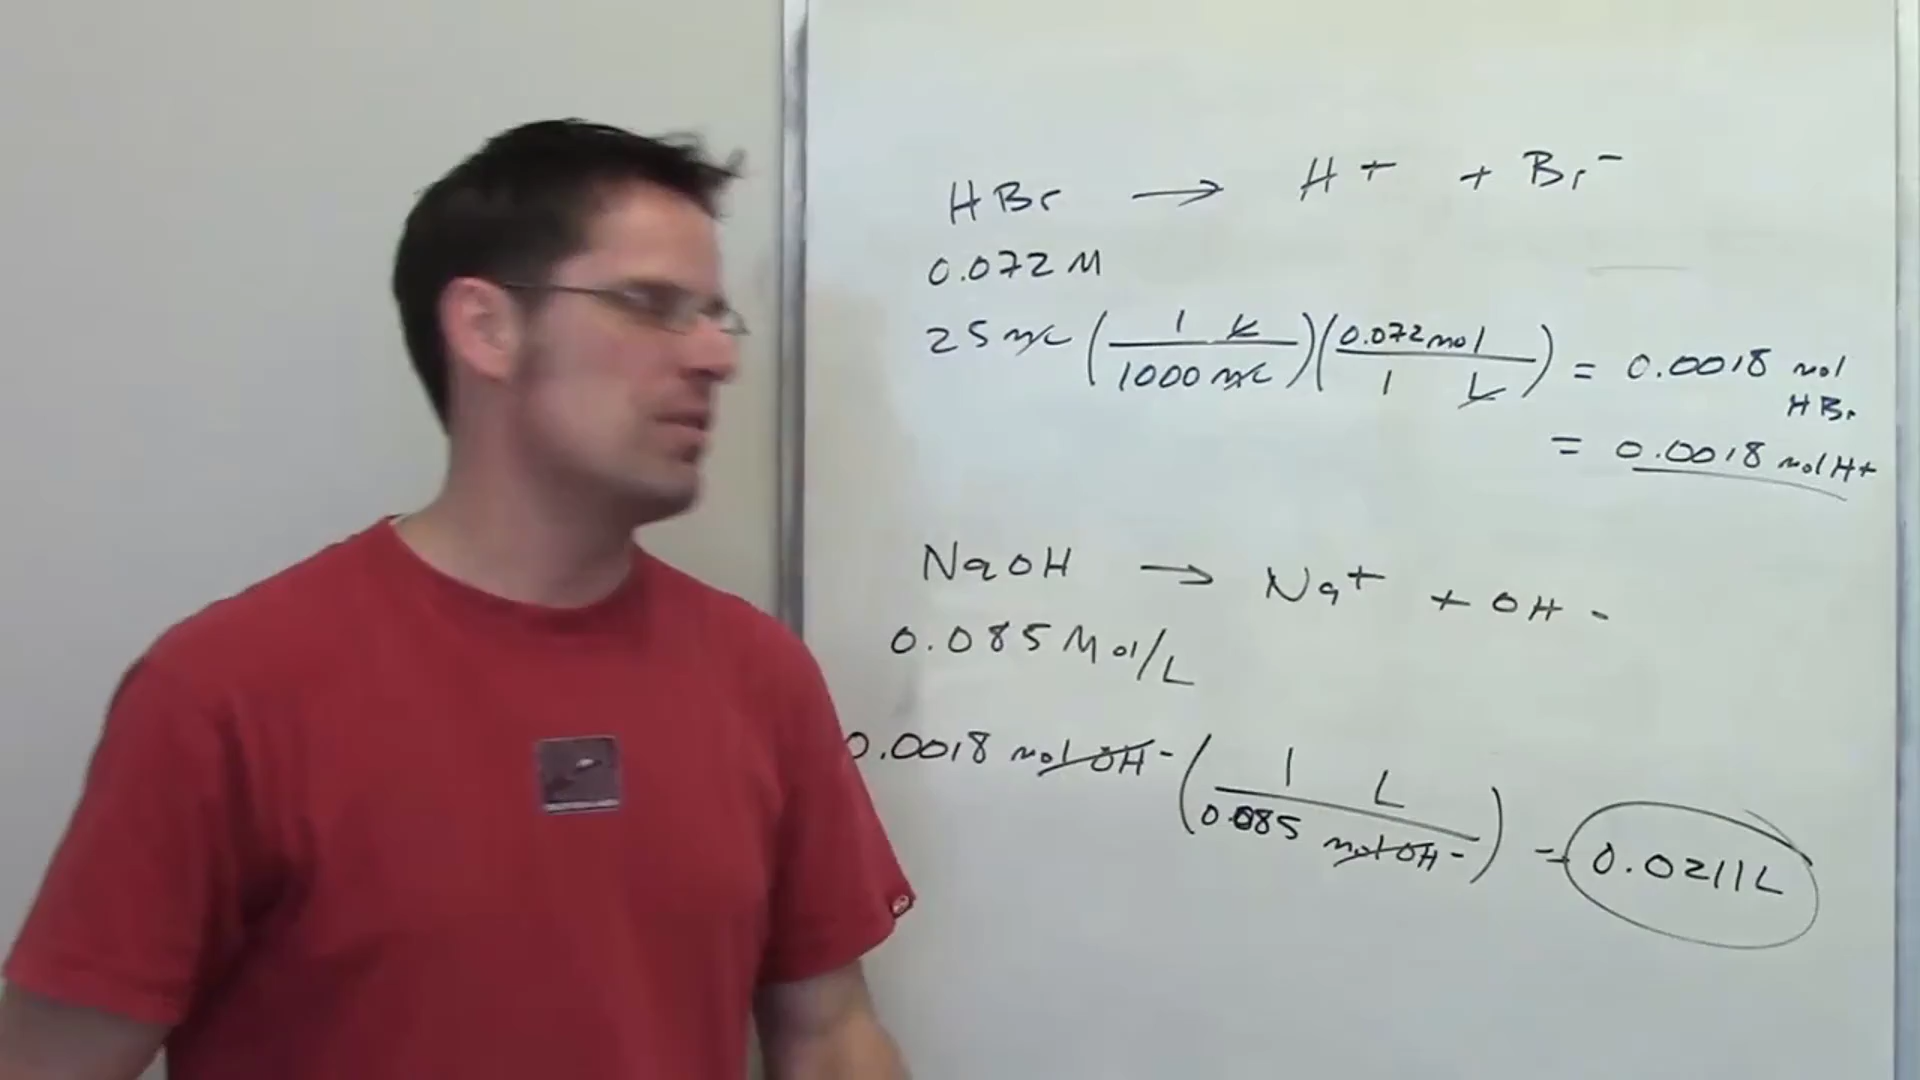 HBr → H+ + Br-
0.072 M
25 mL (1 L / 1000 mL)(0.072 mol / 1 L) = 0.0018 mol HBr
= 0.0018 mol H+
NaOH → Na+ + OH-
0.085 Mol/L
0.0018 mol OH- (1 L / 0.085 mol OH-) = 0.0211 L